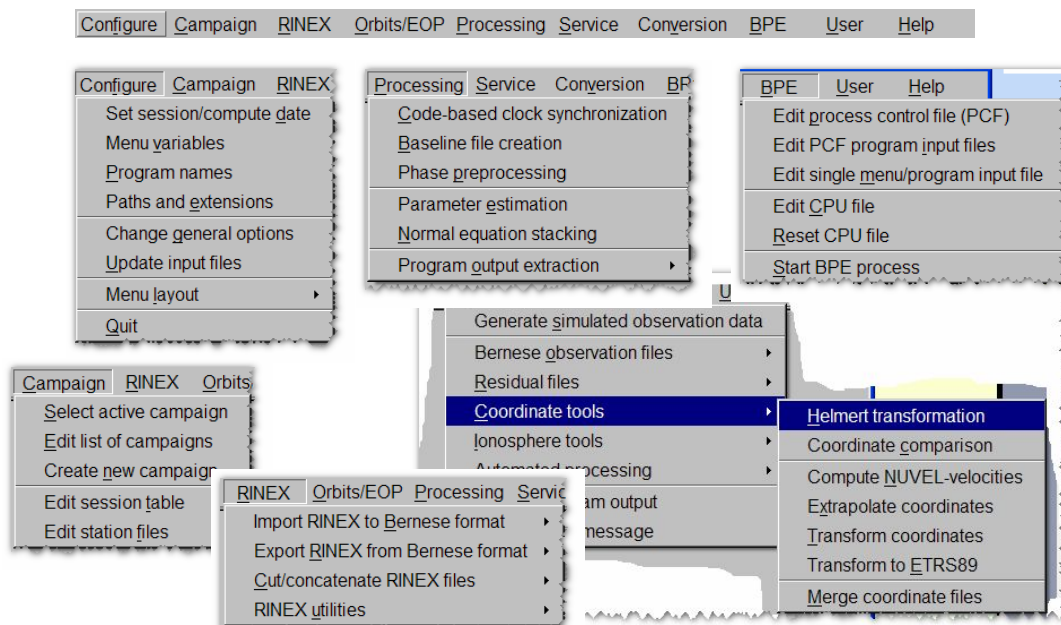 Configure Campaign RINEX Orbits/EOP Processing Service Conversion BPE User Help
Configure Campaign RINEX
Set session/compute date
Menu variables
Program names
Paths and extensions
Change general options
Update input files
Menu layout
Quit
Processing Service Conversion
Code-based clock synchronization
Baseline file creation
Phase preprocessing
Parameter estimation
Normal equation stacking
Program output extraction
BPE User Help
Edit process control file (PCF)
Edit PCF program input files
Edit single menu/program input file
Edit CPU file
Reset CPU file
Start BPE process
Generate simulated observation data
Bernese observation files
Residual files
Coordinate tools
Ionosphere tools
Automated processing
am output
message
Helmert transformation
Coordinate comparison
Compute NUVEL-velocities
Extrapolate coordinates
Transform coordinates
Transform to ETRS89
Merge coordinate files
Campaign RINEX Orbits
Select active campaign
Edit list of campaigns
Create new campaign
Edit session table
Edit station files
RINEX Orbits/EOP Processing Servic
Import RINEX to Bernese format
Export RINEX from Bernese format
Cut/concatenate RINEX files
RINEX utilities